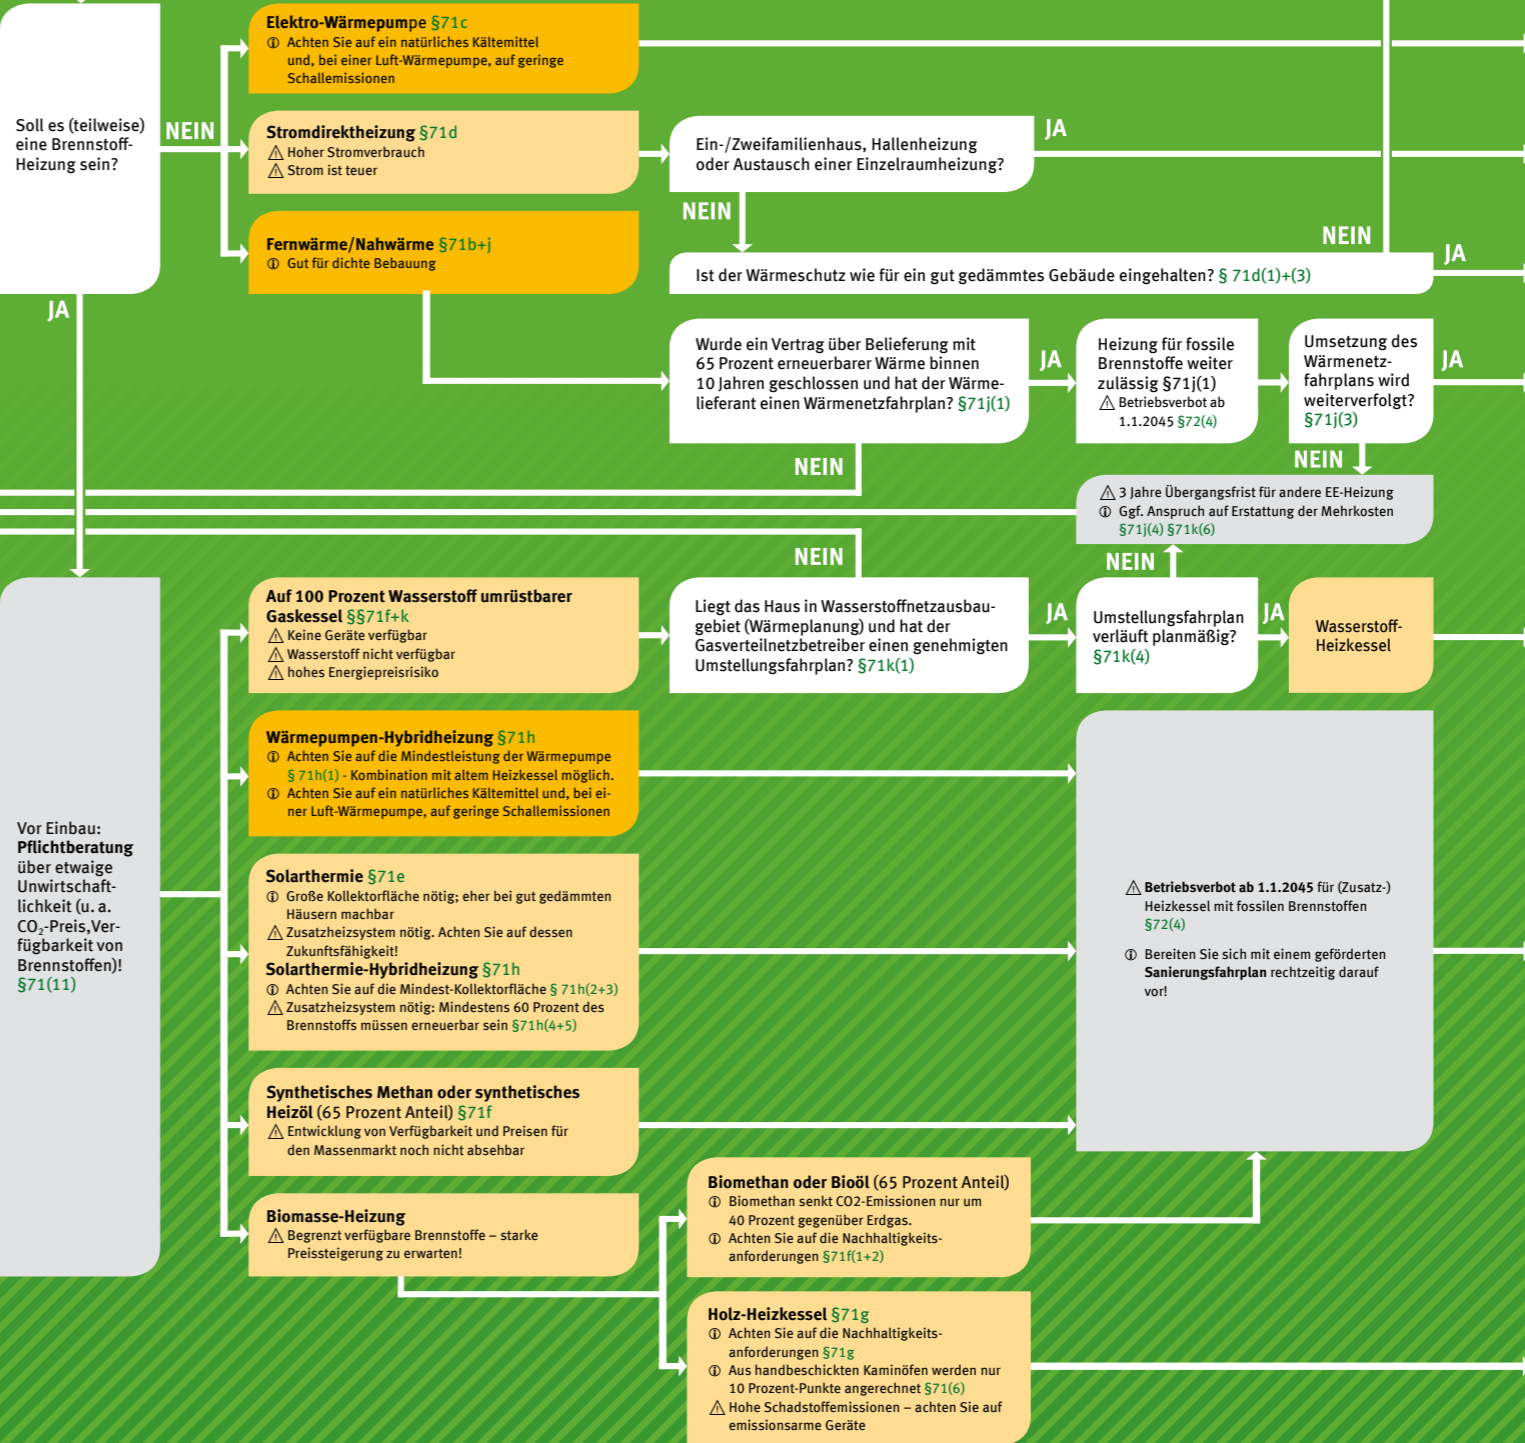 Soll es (teilweise)
eine Brennstoff-
Heizung sein?
NEIN
JA
Elektro-Wärmepumpe §71c
ⓘ Achten Sie auf ein natürliches Kältemittel
und, bei einer Luft-Wärmepumpe, auf geringe
Schallemissionen
Stromdirektheizung §71d
⚠ Hoher Stromverbrauch
⚠ Strom ist teuer
Ein-/Zweifamilienhaus, Hallenheizung
oder Austausch einer Einzelraumheizung?
JA
NEIN
Fernwärme/Nahwärme §71b+j
ⓘ Gut für dichte Bebauung
Ist der Wärmeschutz wie für ein gut gedämmtes Gebäude eingehalten? § 71d(1)+(3)
NEIN
JA
Wurde ein Vertrag über Belieferung mit
65 Prozent erneuerbarer Wärme binnen
10 Jahren geschlossen und hat der Wärme-
lieferant einen Wärmenetzfahrplan? §71j(1)
JA
NEIN
Heizung für fossile
Brennstoffe weiter
zulässig §71j(1)
⚠ Betriebsverbot ab
1.1.2045 §72(4)
Umsetzung des
Wärmenetz-
fahrplans wird
weiterverfolgt?
§71j(3)
JA
NEIN
⚠ 3 Jahre Übergangsfrist für andere EE-Heizung
ⓘ Ggf. Anspruch auf Erstattung der Mehrkosten
§71j(4) §71k(6)
Vor Einbau:
Pflichtberatung
über etwaige
Unwirtschaft-
lichkeit (u. a.
CO₂-Preis,Ver-
fügbarkeit von
Brennstoffen)!
§71(11)
Auf 100 Prozent Wasserstoff umrüstbarer
Gaskessel §§71f+k
⚠ Keine Geräte verfügbar
⚠ Wasserstoff nicht verfügbar
⚠ hohes Energiepreisrisiko
NEIN
Liegt das Haus in Wasserstoffnetzausbau-
gebiet (Wärmeplanung) und hat der
Gasverteilnetzbetreiber einen genehmigten
Umstellungsfahrplan? §71k(1)
JA
NEIN
Umstellungsfahrplan
verläuft planmäßig?
§71k(4)
JA
Wasserstoff-
Heizkessel
Wärmepumpen-Hybridheizung §71h
ⓘ Achten Sie auf die Mindestleistung der Wärmepumpe
§ 71h(1) - Kombination mit altem Heizkessel möglich.
ⓘ Achten Sie auf ein natürliches Kältemittel und, bei ei-
ner Luft-Wärmepumpe, auf geringe Schallemissionen
Solarthermie §71e
ⓘ Große Kollektorfläche nötig; eher bei gut gedämmten
Häusern machbar
⚠ Zusatzheizsystem nötig. Achten Sie auf dessen
Zukunftsfähigkeit!
Solarthermie-Hybridheizung §71h
ⓘ Achten Sie auf die Mindest-Kollektorfläche § 71h(2+3)
⚠ Zusatzheizsystem nötig: Mindestens 60 Prozent des
Brennstoffs müssen erneuerbar sein §71h(4+5)
⚠ Betriebsverbot ab 1.1.2045 für (Zusatz-)
Heizkessel mit fossilen Brennstoffen
§72(4)
ⓘ Bereiten Sie sich mit einem geförderten
Sanierungsfahrplan rechtzeitig darauf
vor!
Synthetisches Methan oder synthetisches
Heizöl (65 Prozent Anteil) §71f
⚠ Entwicklung von Verfügbarkeit und Preisen für
den Massenmarkt noch nicht absehbar
Biomasse-Heizung
⚠ Begrenzt verfügbare Brennstoffe – starke
Preissteigerung zu erwarten!
Biomethan oder Bioöl (65 Prozent Anteil)
ⓘ Biomethan senkt CO2-Emissionen nur um
40 Prozent gegenüber Erdgas.
ⓘ Achten Sie auf die Nachhaltigkeits-
anforderungen §71f(1+2)
Holz-Heizkessel §71g
ⓘ Achten Sie auf die Nachhaltigkeits-
anforderungen §71g
ⓘ Aus handbeschickten Kaminöfen werden nur
10 Prozent-Punkte angerechnet §71(6)
⚠ Hohe Schadstoffemissionen – achten Sie auf
emissionsarme Geräte